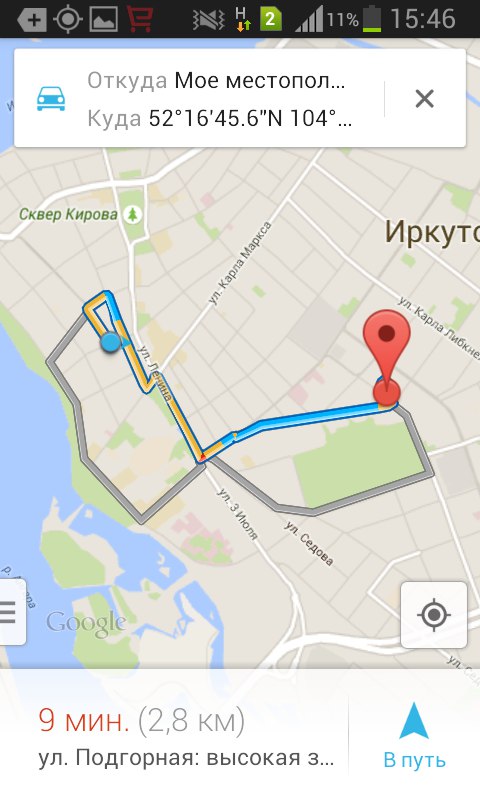 Н 2 11% 15:46
Откуда Мое местопол...
Куда 52°16'45.6"N 104°...
Сквер Кирова
Иркутс
ул. Карла Маркса
ул. Карла Либкне
ул. Ленина
ул. 3 Июля
ул. Седова
Google
9 мин. (2,8 км)
ул. Подгорная: высокая з...
В путь